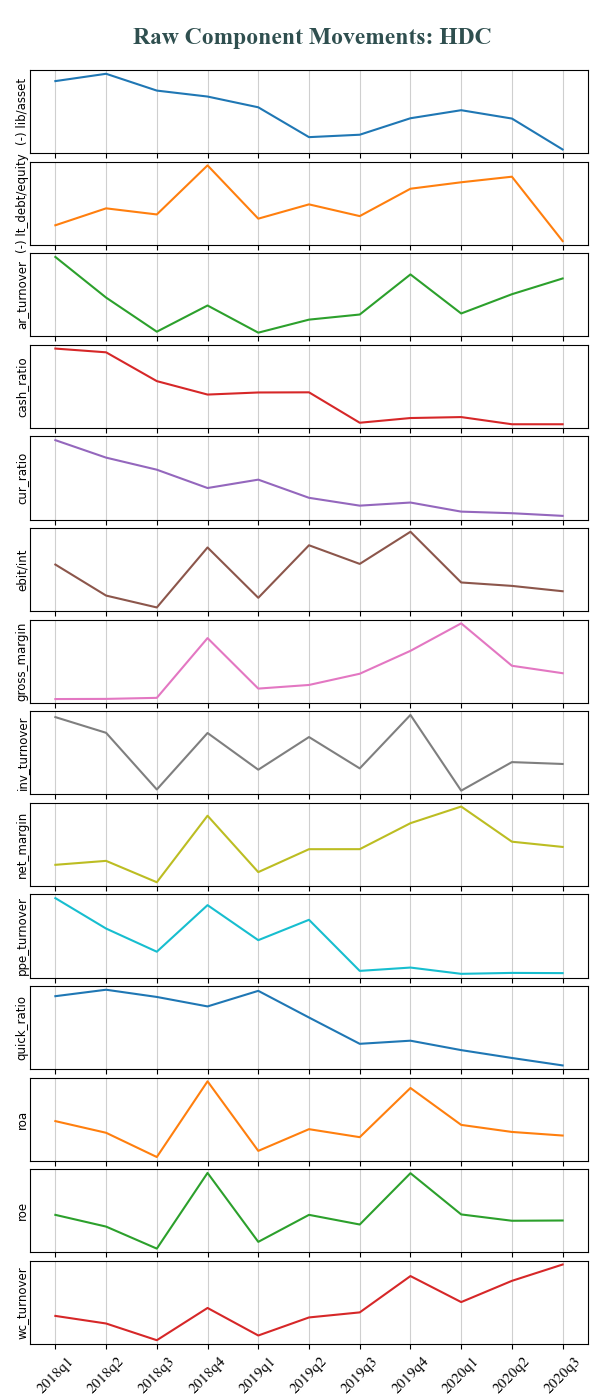 Raw Component Movements: HDC
(-) lib/asset
(-) lt_debt/equity
ar_turnover
cash_ratio
cur_ratio
ebit/int
gross_margin
inv_turnover
net_margin
ppe_turnover
quick_ratio
roa
roe
wc_turnover
2018q1 2018q2 2018q3 2018q4 2019q1 2019q2 2019q3 2019q4 2020q1 2020q2 2020q3